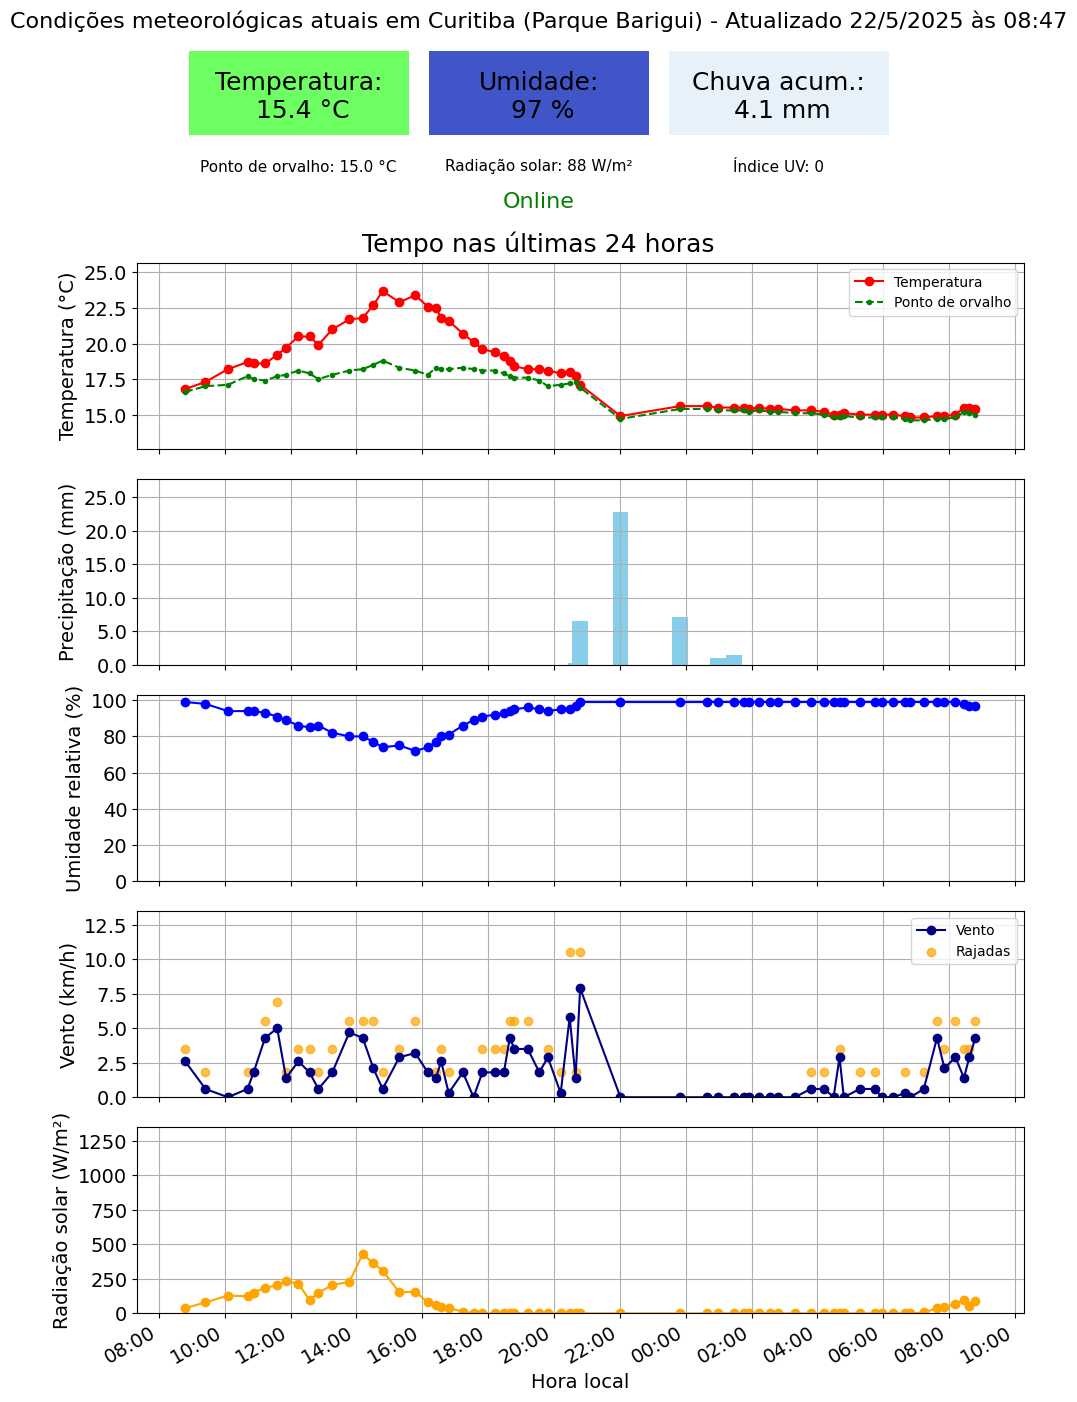 Condições meteorológicas atuais em Curitiba (Parque Barigui) - Atualizado 22/5/2025 às 08:47
Temperatura:
15.4 °C
Umidade:
97 %
Chuva acum.:
4.1 mm
Ponto de orvalho: 15.0 °C
Radiação solar: 88 W/m²
Índice UV: 0
Online
Tempo nas últimas 24 horas
Temperatura (°C)
25.0
22.5
20.0
17.5
15.0
Temperatura
Ponto de orvalho
Precipitação (mm)
25.0
20.0
15.0
10.0
5.0
0.0
Umidade relativa (%)
100
80
60
40
20
0
Vento (km/h)
12.5
10.0
7.5
5.0
2.5
0.0
Vento
Rajadas
Radiação solar (W/m²)
1250
1000
750
500
250
0
08:00
10:00
12:00
14:00
16:00
18:00
20:00
22:00
00:00
02:00
04:00
06:00
08:00
10:00
Hora local